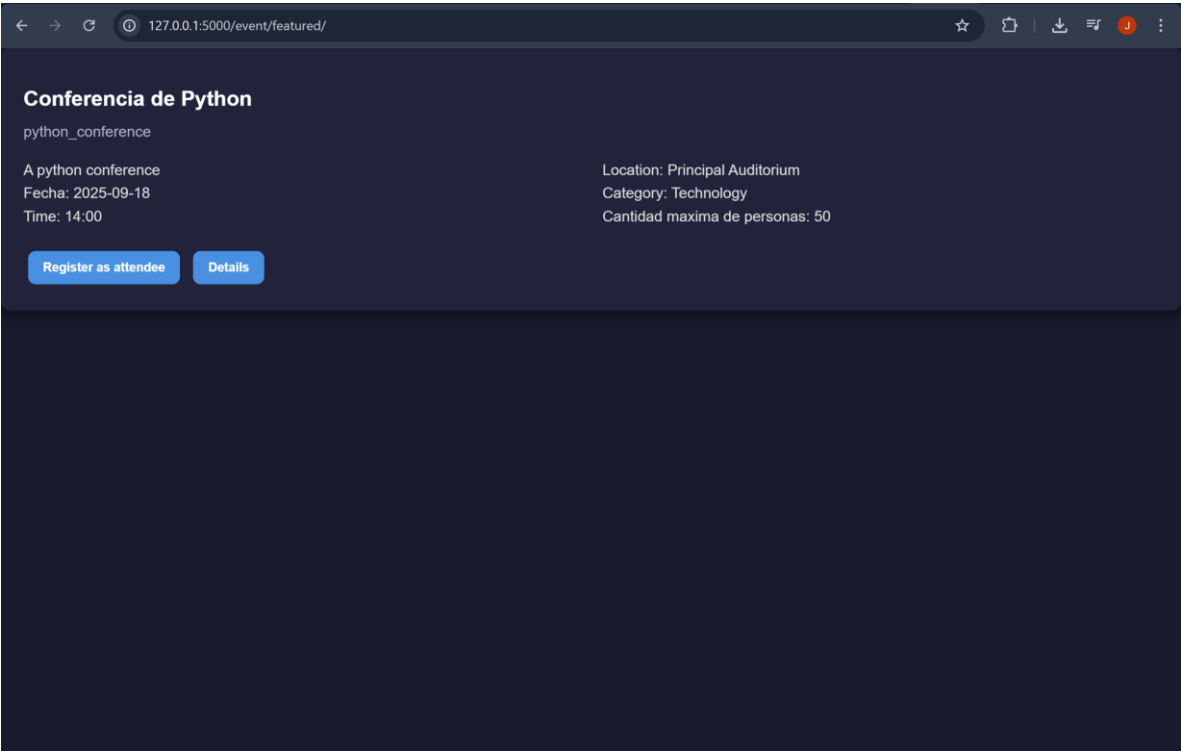 127.0.0.1:5000/event/featured/
J
Conferencia de Python
python_conference
A python conference
Fecha: 2025-09-18
Time: 14:00
Location: Principal Auditorium
Category: Technology
Cantidad maxima de personas: 50
Register as attendee
Details